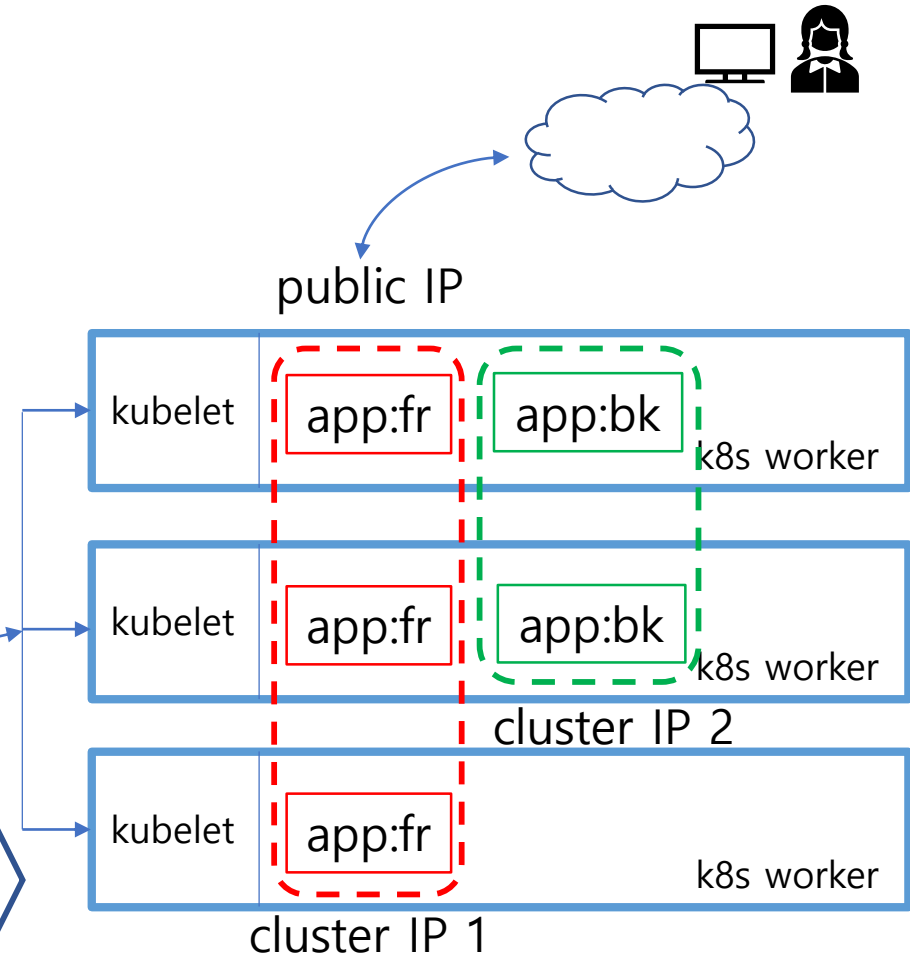 public IP
kubelet
app:fr
app:bk
k8s worker
kubelet
app:fr
app:bk
k8s worker
cluster IP 2
kubelet
app:fr
k8s worker
cluster IP 1